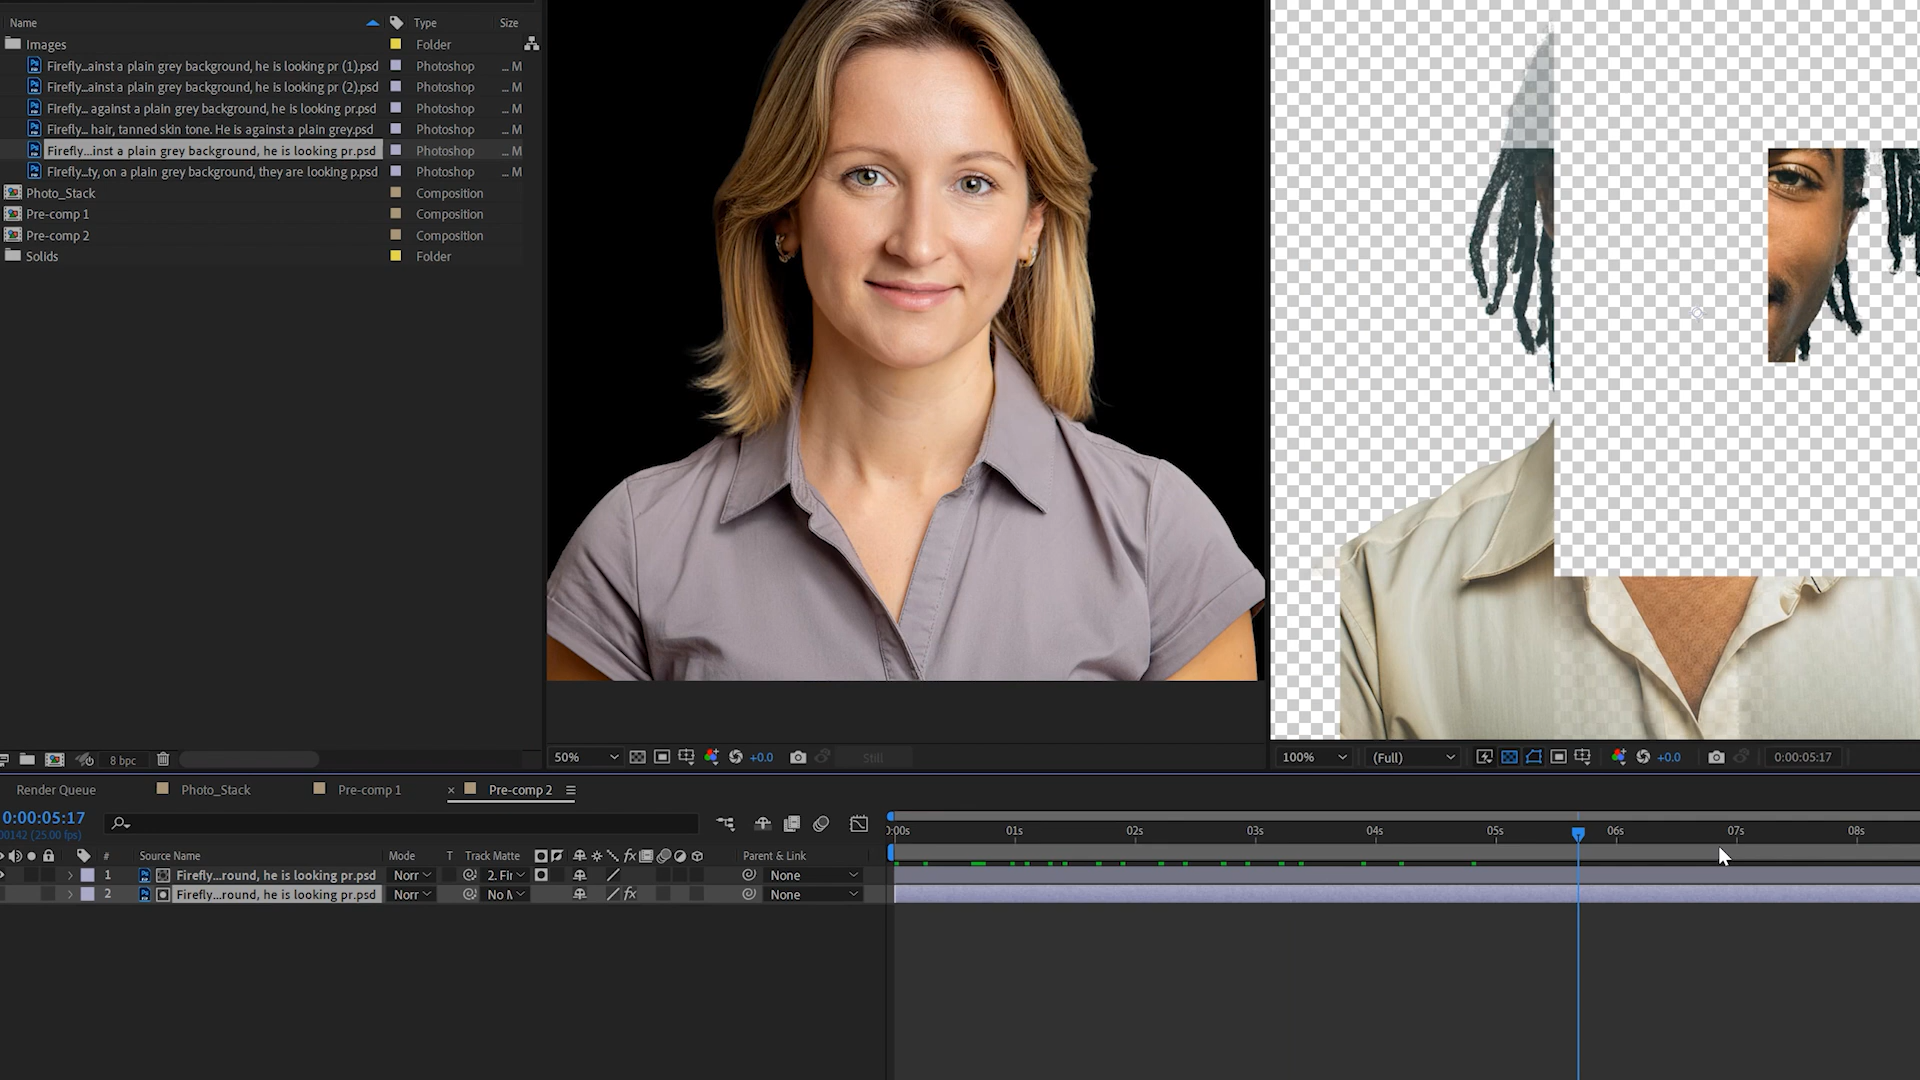 Name Type Size
Images Folder
Firefly...ainst a plain grey background, he is looking pr (1).psd Photoshop ... M
Firefly...ainst a plain grey background, he is looking pr (2).psd Photoshop ... M
Firefly... against a plain grey background, he is looking pr.psd Photoshop ... M
Firefly... hair, tanned skin tone. He is against a plain grey.psd Photoshop ... M
Firefly...inst a plain grey background, he is looking pr.psd Photoshop ... M
Firefly...ty, on a plain grey background, they are looking p.psd Photoshop ... M
Photo_Stack Composition
Pre-comp 1 Composition
Pre-comp 2 Composition
Solids Folder
8 bpc
50% +0.0 Still
100% (Full) +0.0 0:00:05:17
Render Queue Photo_Stack Pre-comp 1 × Pre-comp 2
0:00:05:17
00142 (25.00 fps)
0:00s 01s 02s 03s 04s 05s 06s 07s 08s
# Source Name Mode T Track Matte fx Parent & Link
1 Firefly...round, he is looking pr.psd Norr 2. Fir None
2 Firefly...round, he is looking pr.psd Norr No M fx None